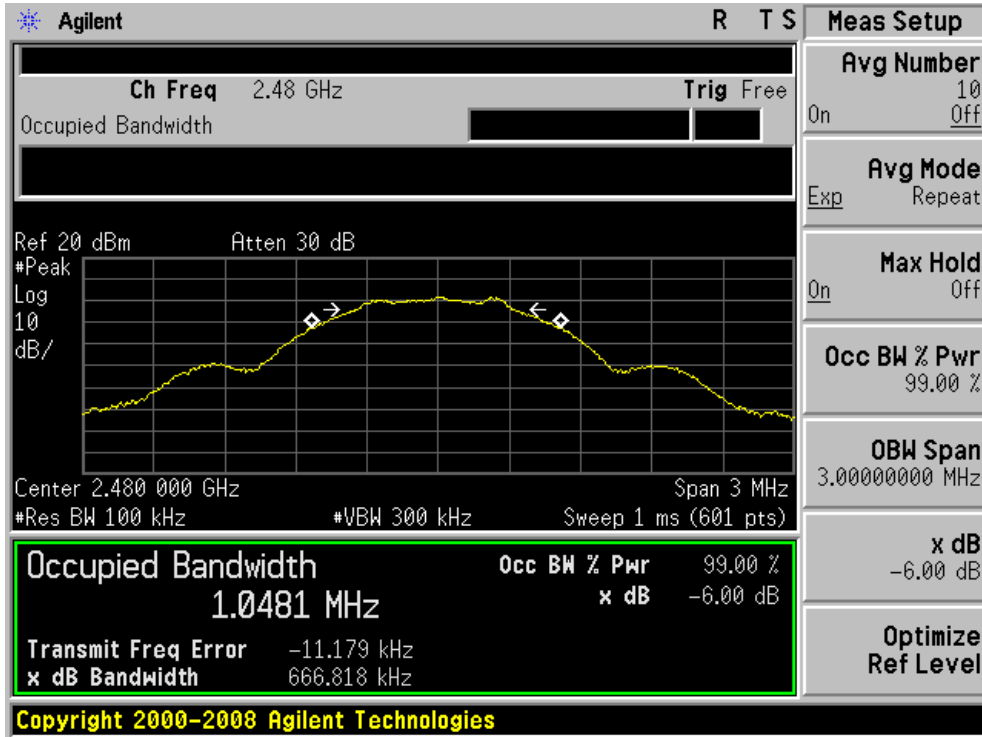 Agilent R T S
Ch Freq 2.48 GHz Trig Free
Occupied Bandwidth
Ref 20 dBm Atten 30 dB
#Peak
Log
10
dB/
Center 2.480 000 GHz Span 3 MHz
#Res BW 100 kHz #VBW 300 kHz Sweep 1 ms (601 pts)
Occupied Bandwidth Occ BW % Pwr 99.00 %
1.0481 MHz x dB -6.00 dB
Transmit Freq Error -11.179 kHz
x dB Bandwidth 666.818 kHz
Copyright 2000-2008 Agilent Technologies
Meas Setup
Avg Number
10
On Off
Avg Mode
Exp Repeat
Max Hold
On Off
Occ BW % Pwr
99.00 %
OBW Span
3.00000000 MHz
x dB
-6.00 dB
Optimize
Ref Level